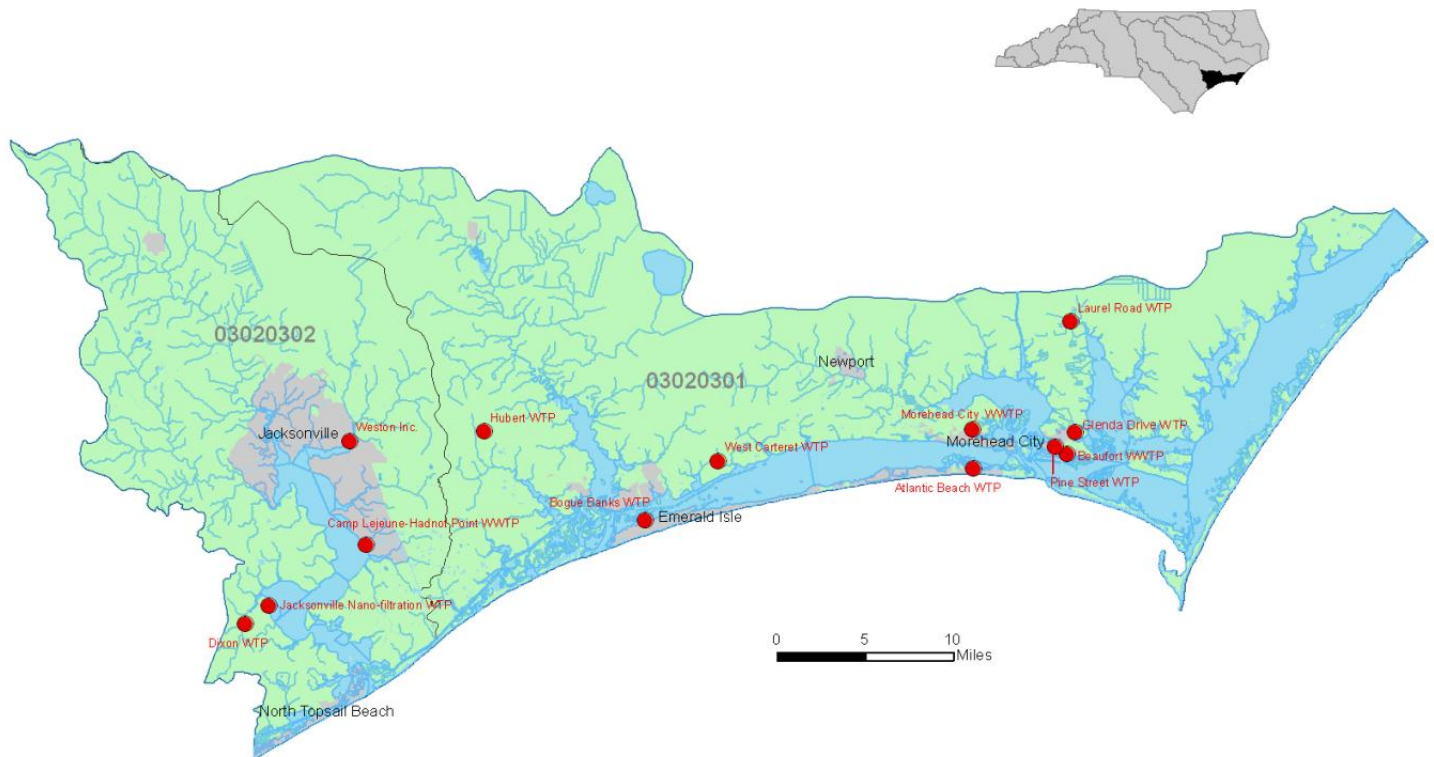 Laurel Road WTP
03020302
Newport
03020301
Morehead City WWTP
Hubert WTP
Glenda Drive WTP
Weston Inc.
Jacksonville
Morehead City
Beaufort WWTP
West Carteret WTP
Pine Street WTP
Atlantic Beach WTP
Bogue Banks WTP
Emerald Isle
Camp Lejeune-Hadnot Point WWTP
Jacksonville Nano-filtration WTP
Dixon WTP
0 5 10
Miles
North Topsail Beach